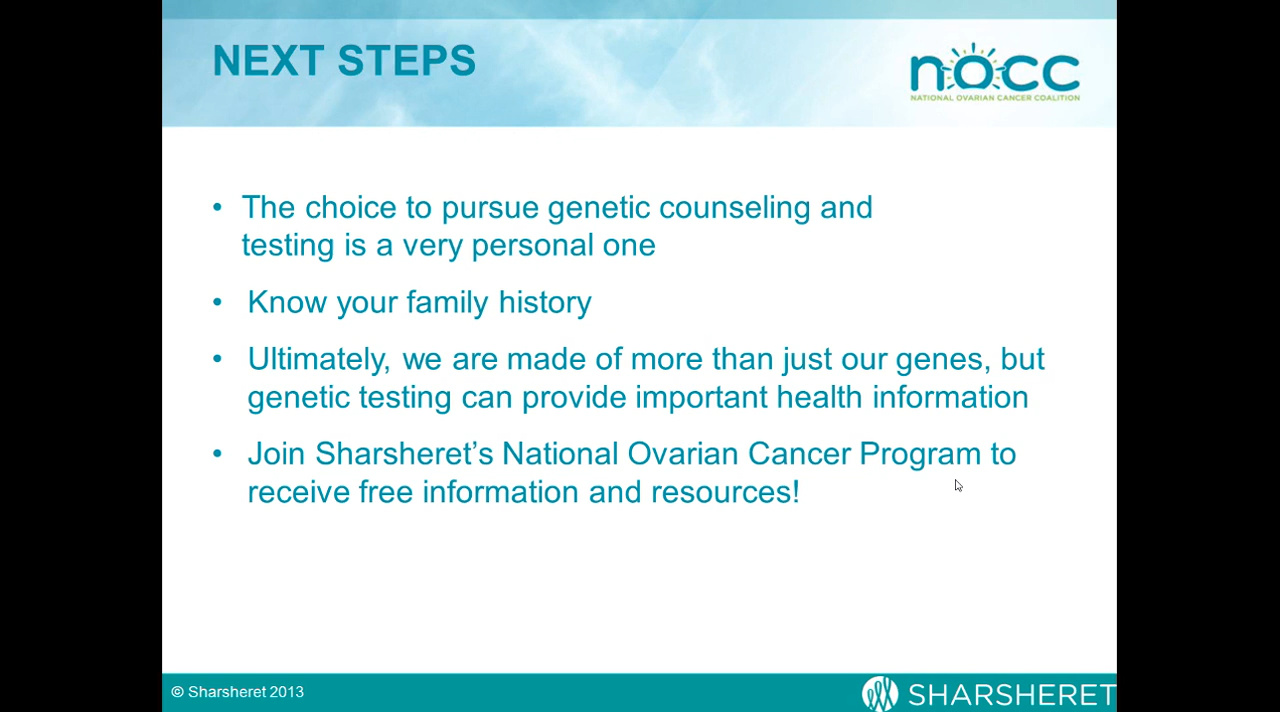 NEXT STEPS
nocc
NATIONAL OVARIAN CANCER COALITION
• The choice to pursue genetic counseling and
testing is a very personal one
• Know your family history
• Ultimately, we are made of more than just our genes, but
genetic testing can provide important health information
• Join Sharsheret’s National Ovarian Cancer Program to
receive free information and resources!
© Sharsheret 2013
SHARSHERET